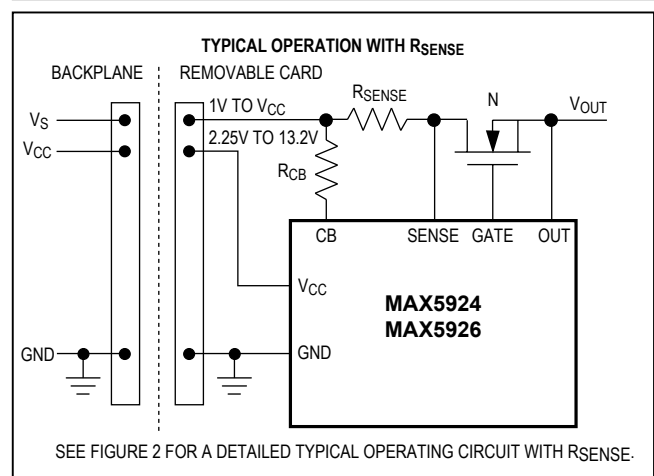 TYPICAL OPERATION WITH RSENSE
BACKPLANE
REMOVABLE CARD
VS
1V TO VCC
RSENSE
N
VOUT
VCC
2.25V TO 13.2V
RCB
CB
SENSE
GATE
OUT
VCC
MAX5924
MAX5926
GND
GND
SEE FIGURE 2 FOR A DETAILED TYPICAL OPERATING CIRCUIT WITH RSENSE.